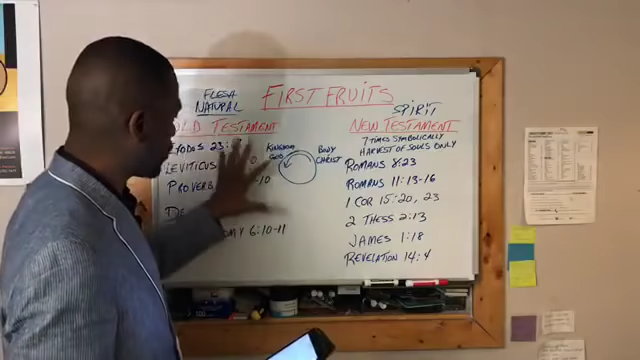 FLESH
NATURAL
FIRST FRUITS
SPIRIT
OLD TESTAMENT
NEW TESTAMENT
7 TIMES SYMBOLICALLY
HARVEST OF SOULS ONLY
EXODUS 23:
LEVITICUS
PROVERB
-10
6:10-11
KINGDOM
GOD
BODY
CHRIST
ROMANS 8:23
ROMANS 11:13-16
1 COR 15:20, 23
2 THESS 2:13
JAMES 1:18
REVELATION 14:4